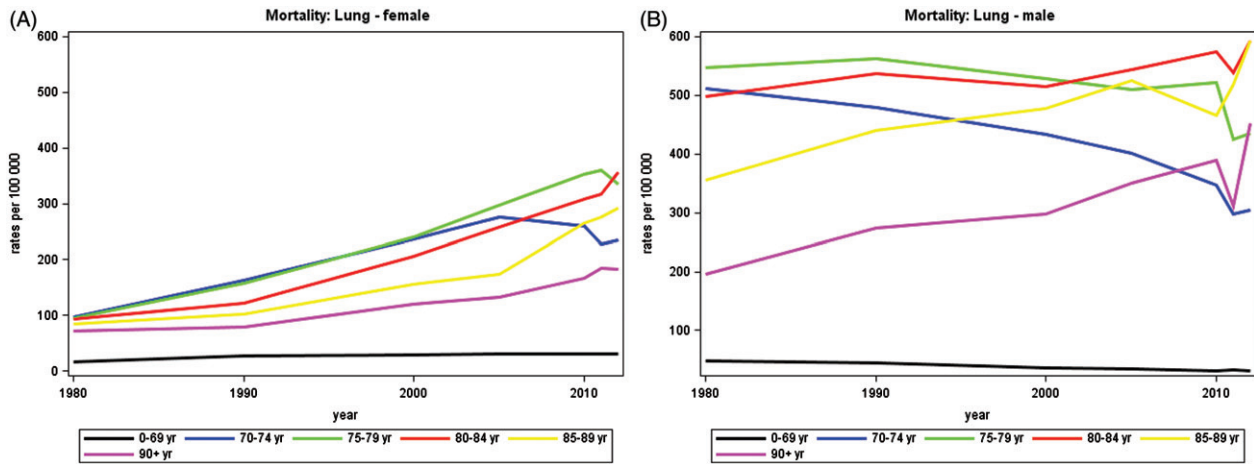 (A)
Mortality: Lung - female
600
500
400
300
200
100
0
rates per 100 000
1980
1990
2000
2010
year
0-69 yr 70-74 yr 75-79 yr 80-84 yr 85-89 yr
90+ yr
(B)
Mortality: Lung - male
600
500
400
300
200
100
rates per 100 000
1980
1990
2000
2010
year
0-69 yr 70-74 yr 75-79 yr 80-84 yr 85-89 yr
90+ yr